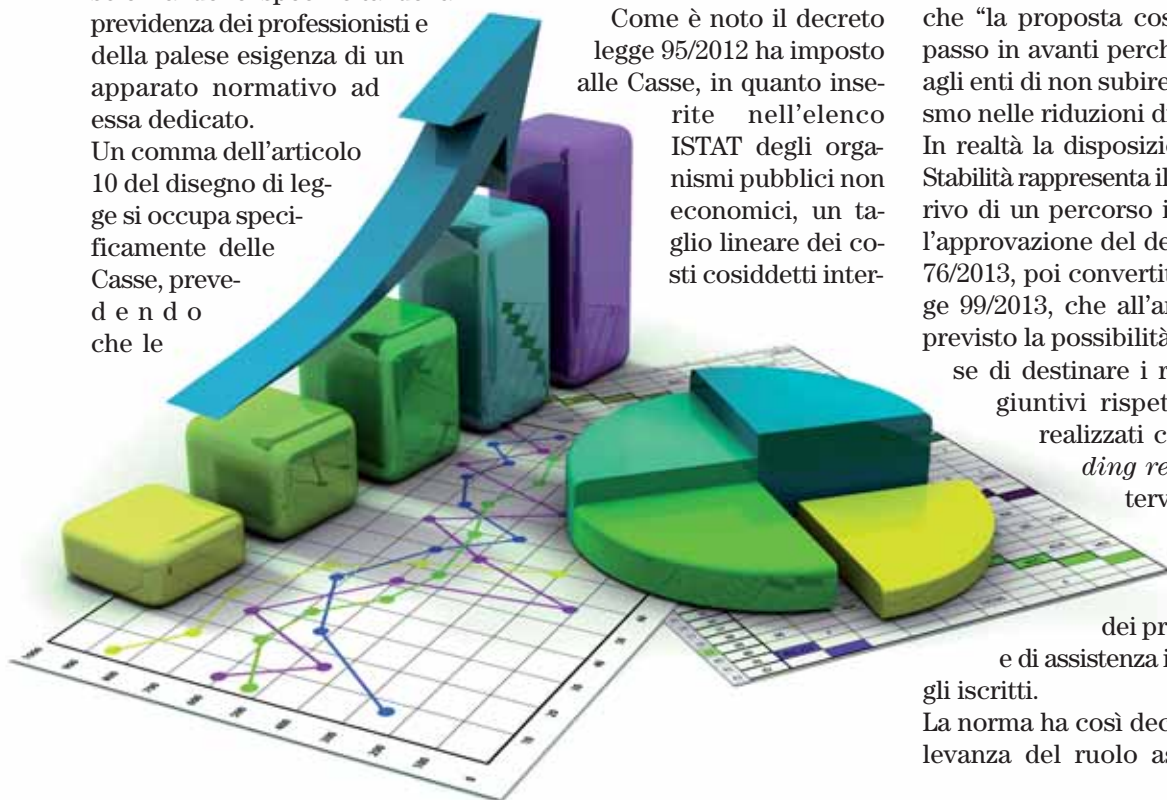 previdenza dei professionisti e
della palese esigenza di un
apparato normativo ad
essa dedicato.
Un comma dell'articolo
10 del disegno di leg-
ge si occupa speci-
ficamente delle
Casse, preve-
dendo
che le
Come è noto il decreto
legge 95/2012 ha imposto
alle Casse, in quanto inse-
rite nell'elenco
ISTAT degli orga-
nismi pubblici non
economici, un ta-
glio lineare dei co-
sti cosiddetti inter-
che “la proposta cos
passo in avanti perch
agli enti di non subire
smo nelle riduzioni d
In realtà la disposizi
Stabilità rappresenta il
rivo di un percorso i
l'approvazione del de
76/2013, poi converti
ge 99/2013, che all'a
previsto la possibilità
se di destinare i r
giuntivi rispet
realizzati c
ding re
terv
dei pr
e di assistenza i
gli iscritti.
La norma ha così dec
levanza del ruolo as